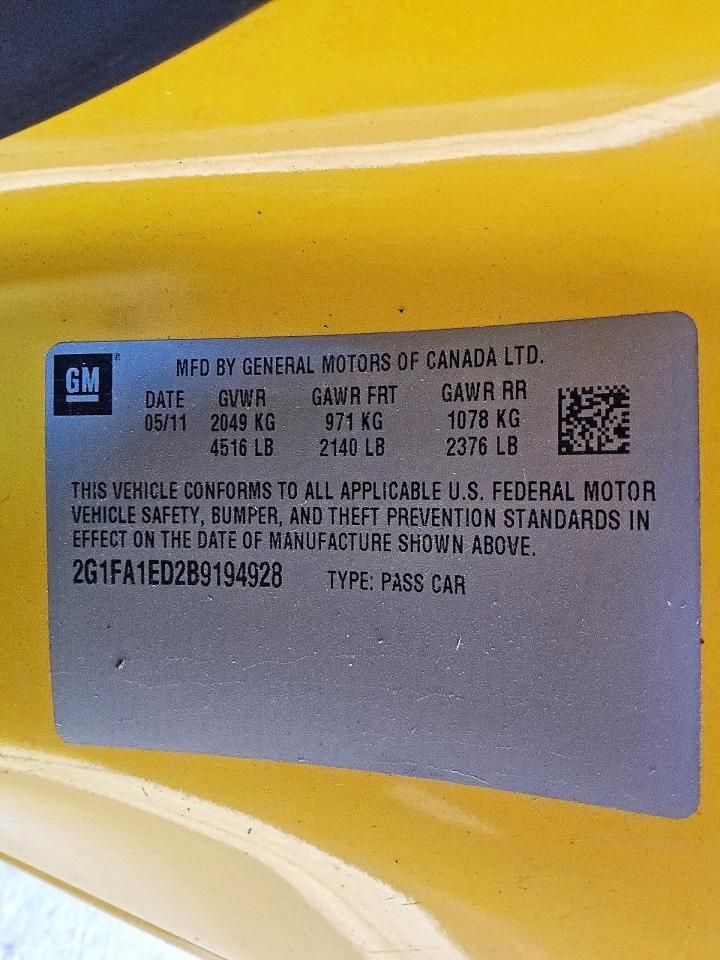 GM®
MFD BY GENERAL MOTORS OF CANADA LTD.
DATE GVWR GAWR FRT GAWR RR
05/11 2049 KG 971 KG 1078 KG
4516 LB 2140 LB 2376 LB
THIS VEHICLE CONFORMS TO ALL APPLICABLE U.S. FEDERAL MOTOR
VEHICLE SAFETY, BUMPER, AND THEFT PREVENTION STANDARDS IN
EFFECT ON THE DATE OF MANUFACTURE SHOWN ABOVE.
2G1FA1ED2B9194928 TYPE: PASS CAR